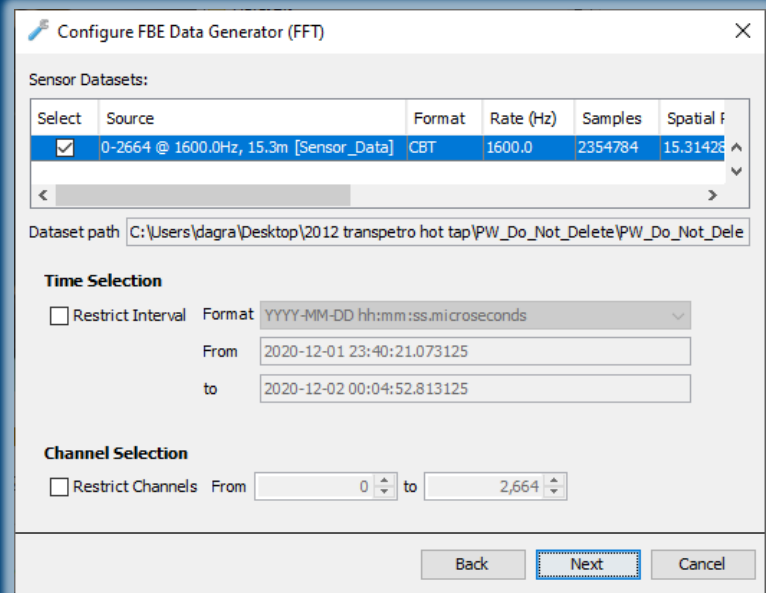 Configure FBE Data Generator (FFT)
Sensor Datasets:
Select Source Format Rate (Hz) Samples Spatial
0-2664 @ 1600.0Hz, 15.3m [Sensor_Data] CBT 1600.0 2354784 15.31428
Dataset path C:\Users\dagra\Desktop\2012 transpetro hot tap\PW_Do_Not_Delete\PW_Do_Not_Dele
Time Selection
Restrict Interval Format YYYY-MM-DD hh:mm:ss.microseconds
From 2020-12-01 23:40:21.073125
to 2020-12-02 00:04:52.813125
Channel Selection
Restrict Channels From 0 to 2,664
Back Next Cancel